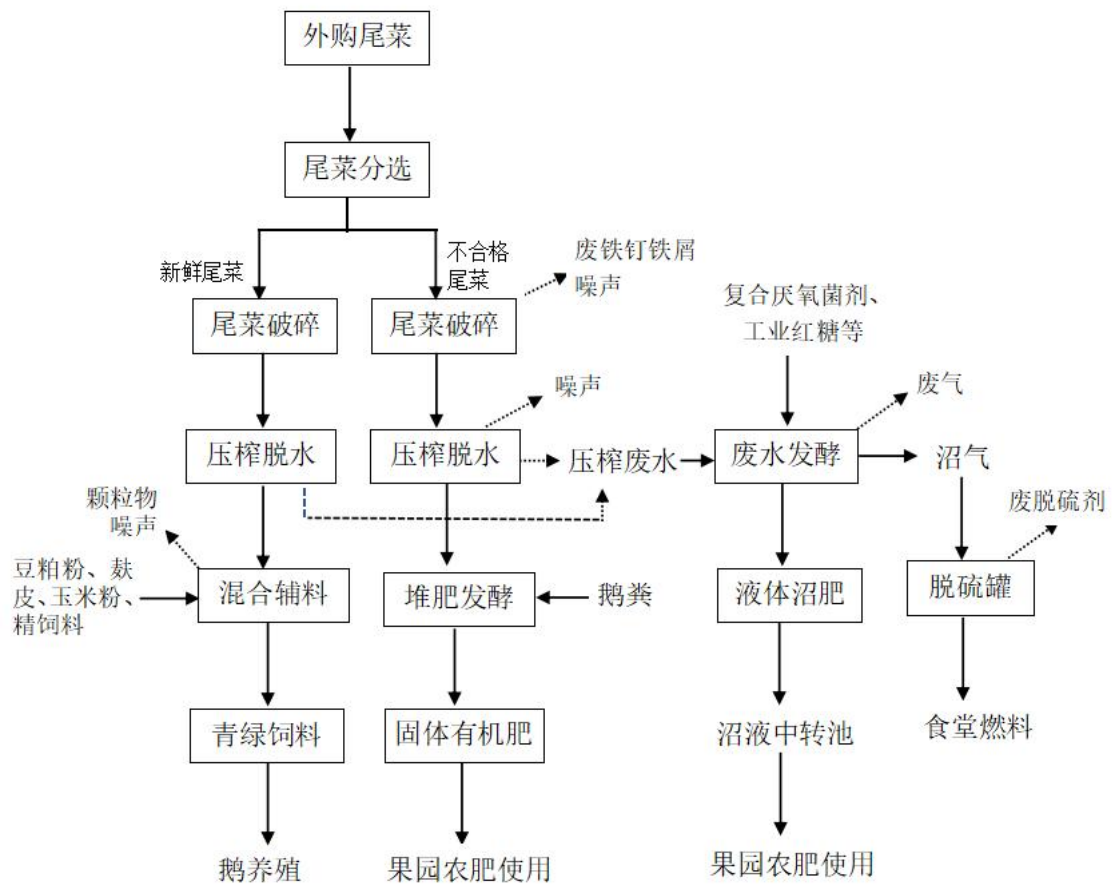 外购尾菜
尾菜分选
新鲜尾菜
不合格
尾菜
废铁钉铁屑
噪声
尾菜破碎
尾菜破碎
复合厌氧菌剂、
工业红糖等
噪声
废气
压榨脱水
压榨脱水
压榨废水
废水发酵
沼气
颗粒物
噪声
废脱硫剂
豆粕粉、麸
皮、玉米粉、
精饲料
混合辅料
堆肥发酵
鹅粪
液体沼肥
脱硫罐
青绿饲料
固体有机肥
沼液中转池
食堂燃料
鹅养殖
果园农肥使用
果园农肥使用